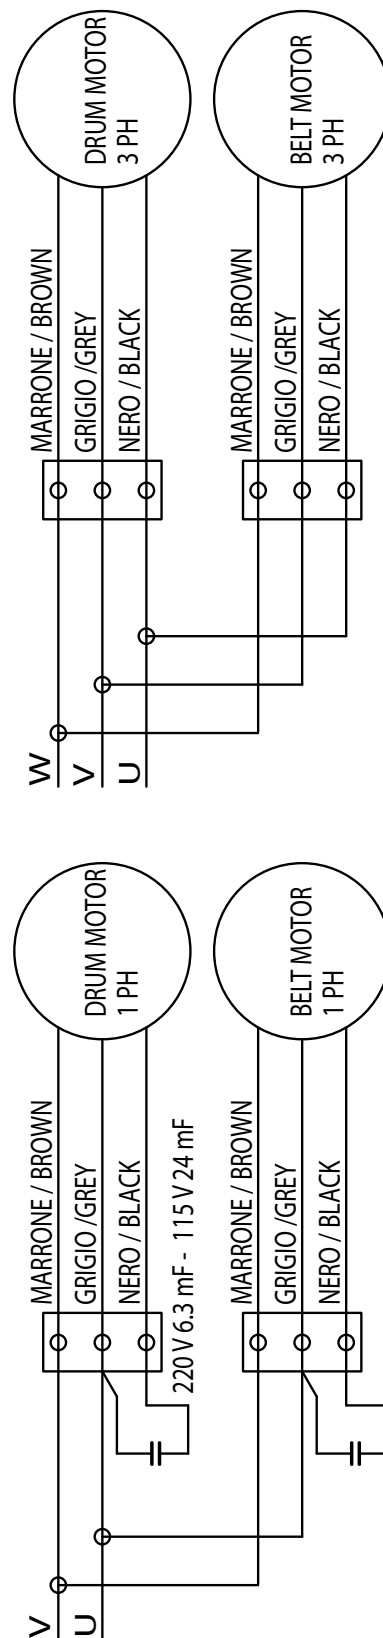 DRUM MOTOR
3 PH
MARRONE / BROWN
GRIGIO /GREY
NERO / BLACK
BELT MOTOR
3 PH
MARRONE / BROWN
GRIGIO /GREY
NERO / BLACK
W
V
U
DRUM MOTOR
1 PH
MARRONE / BROWN
GRIGIO /GREY
NERO / BLACK
220 V 6.3 mF - 115 V 24 mF
BELT MOTOR
1 PH
MARRONE / BROWN
GRIGIO /GREY
NERO / BLACK
V
U